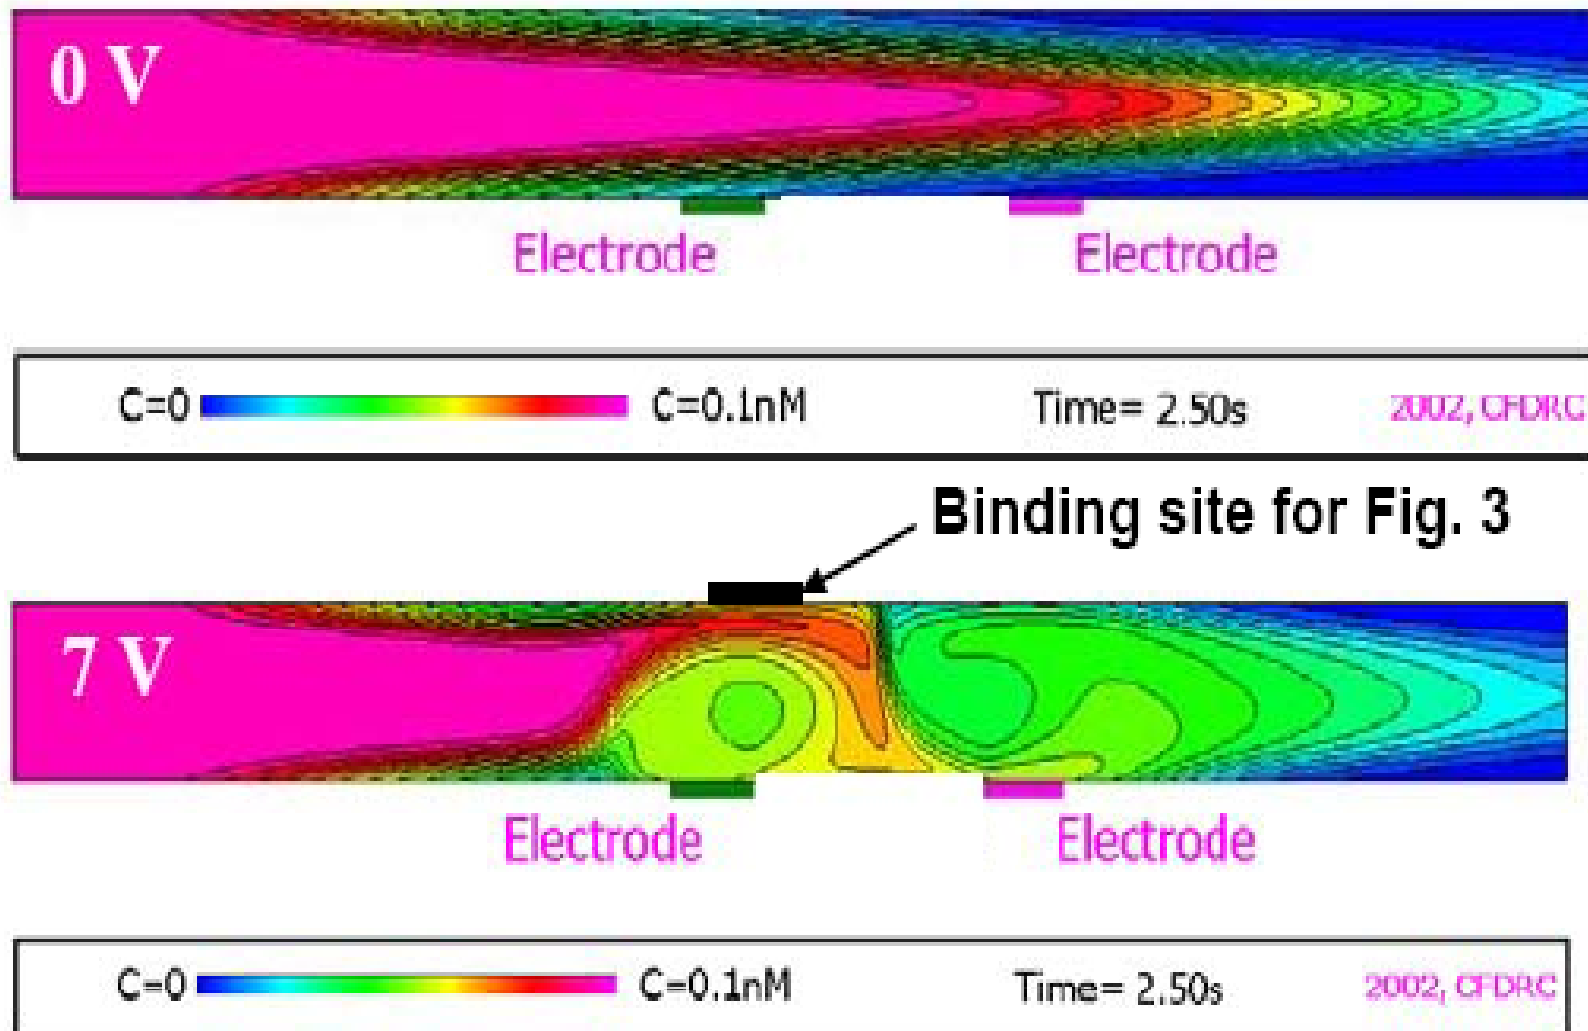 0 V
Electrode Electrode
C=0 C=0.1nM Time= 2.50s 2002, CFDRC
Binding site for Fig. 3
7 V
Electrode Electrode
C=0 C=0.1nM Time= 2.50s 2002, CFDRC